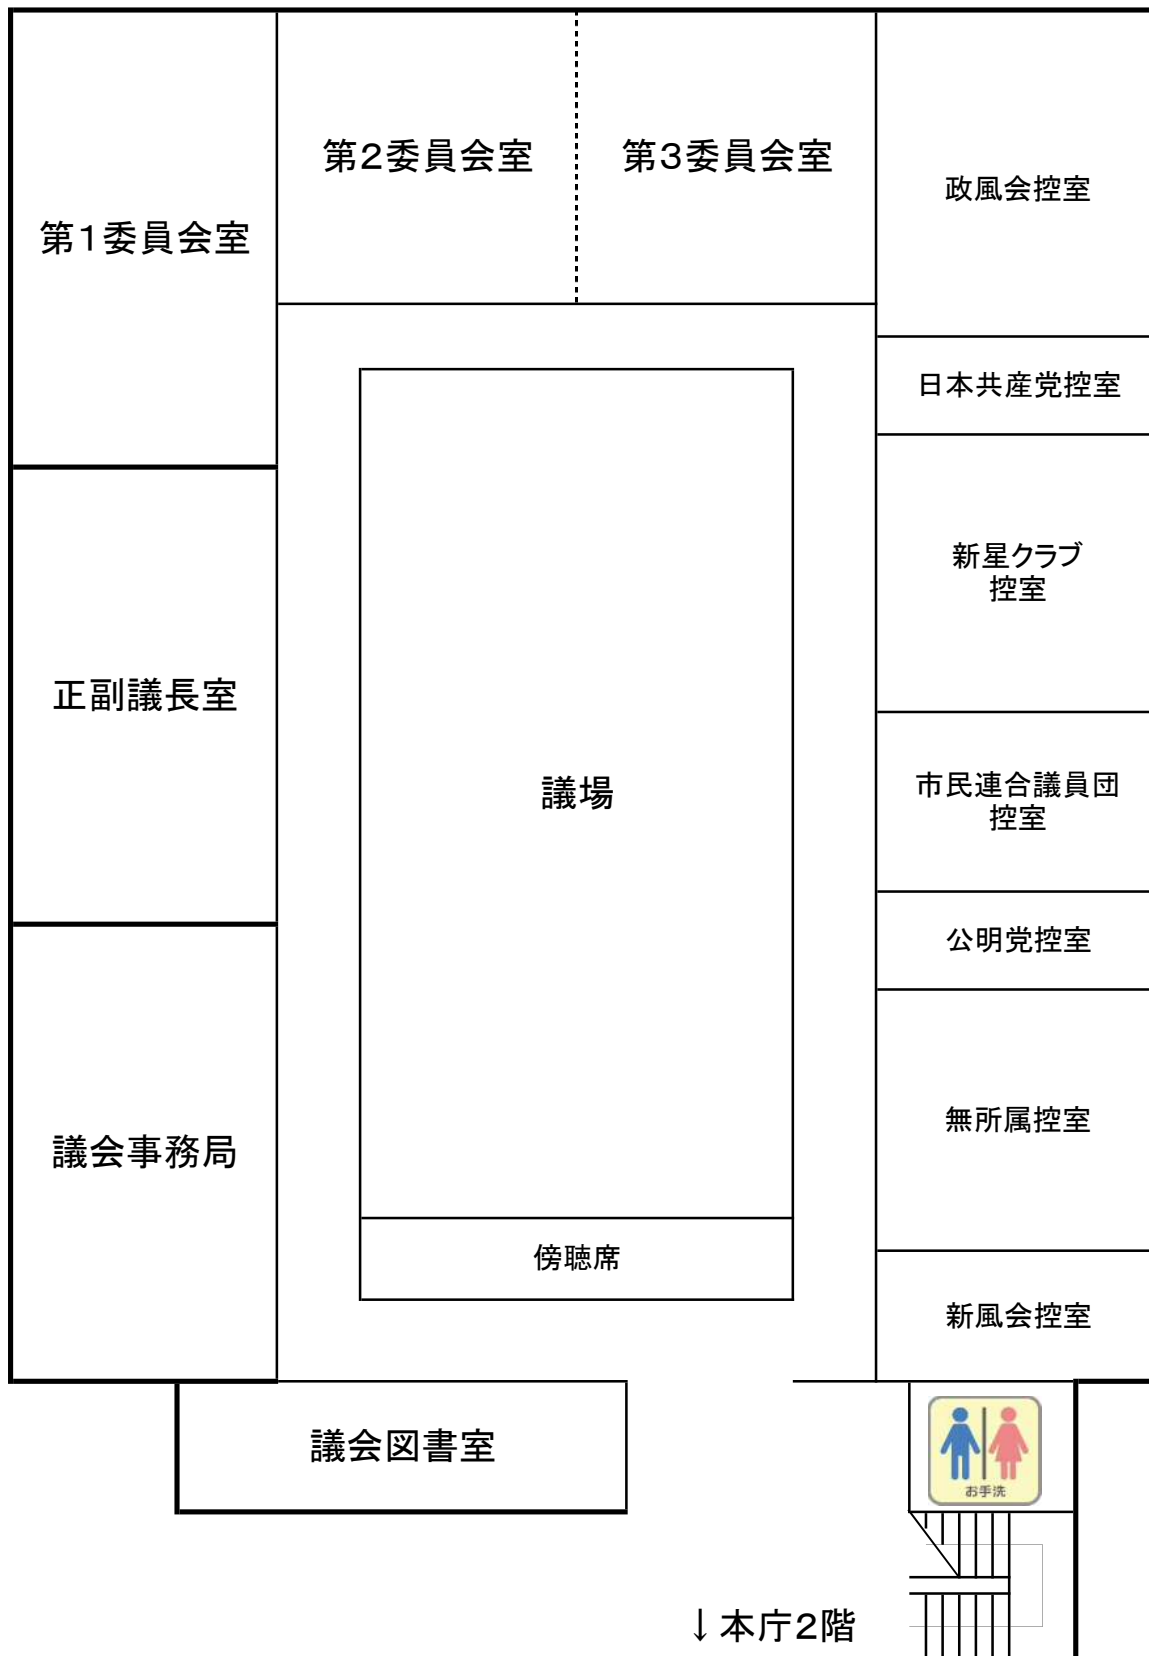 第2委員会室
第3委員会室
政風会控室
第1委員会室
日本共産党控室
新星クラブ
控室
正副議長室
議場
市民連合議員団
控室
公明党控室
無所属控室
議会事務局
傍聴席
新風会控室
議会図書室
お手洗
↓本庁2階